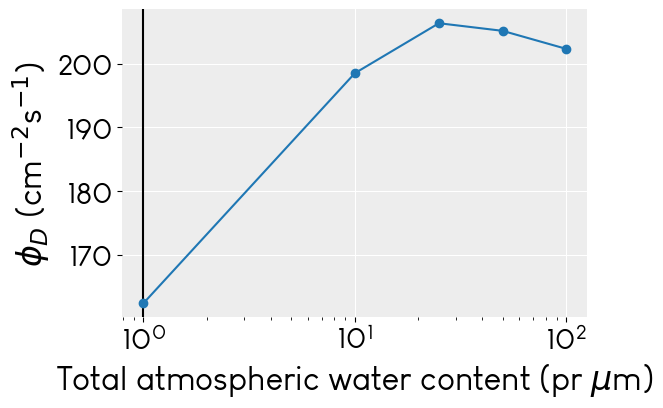 ϕ_D (cm⁻²s⁻¹)
200
190
180
170
10⁰ 10¹ 10²
Total atmospheric water content (pr μm)